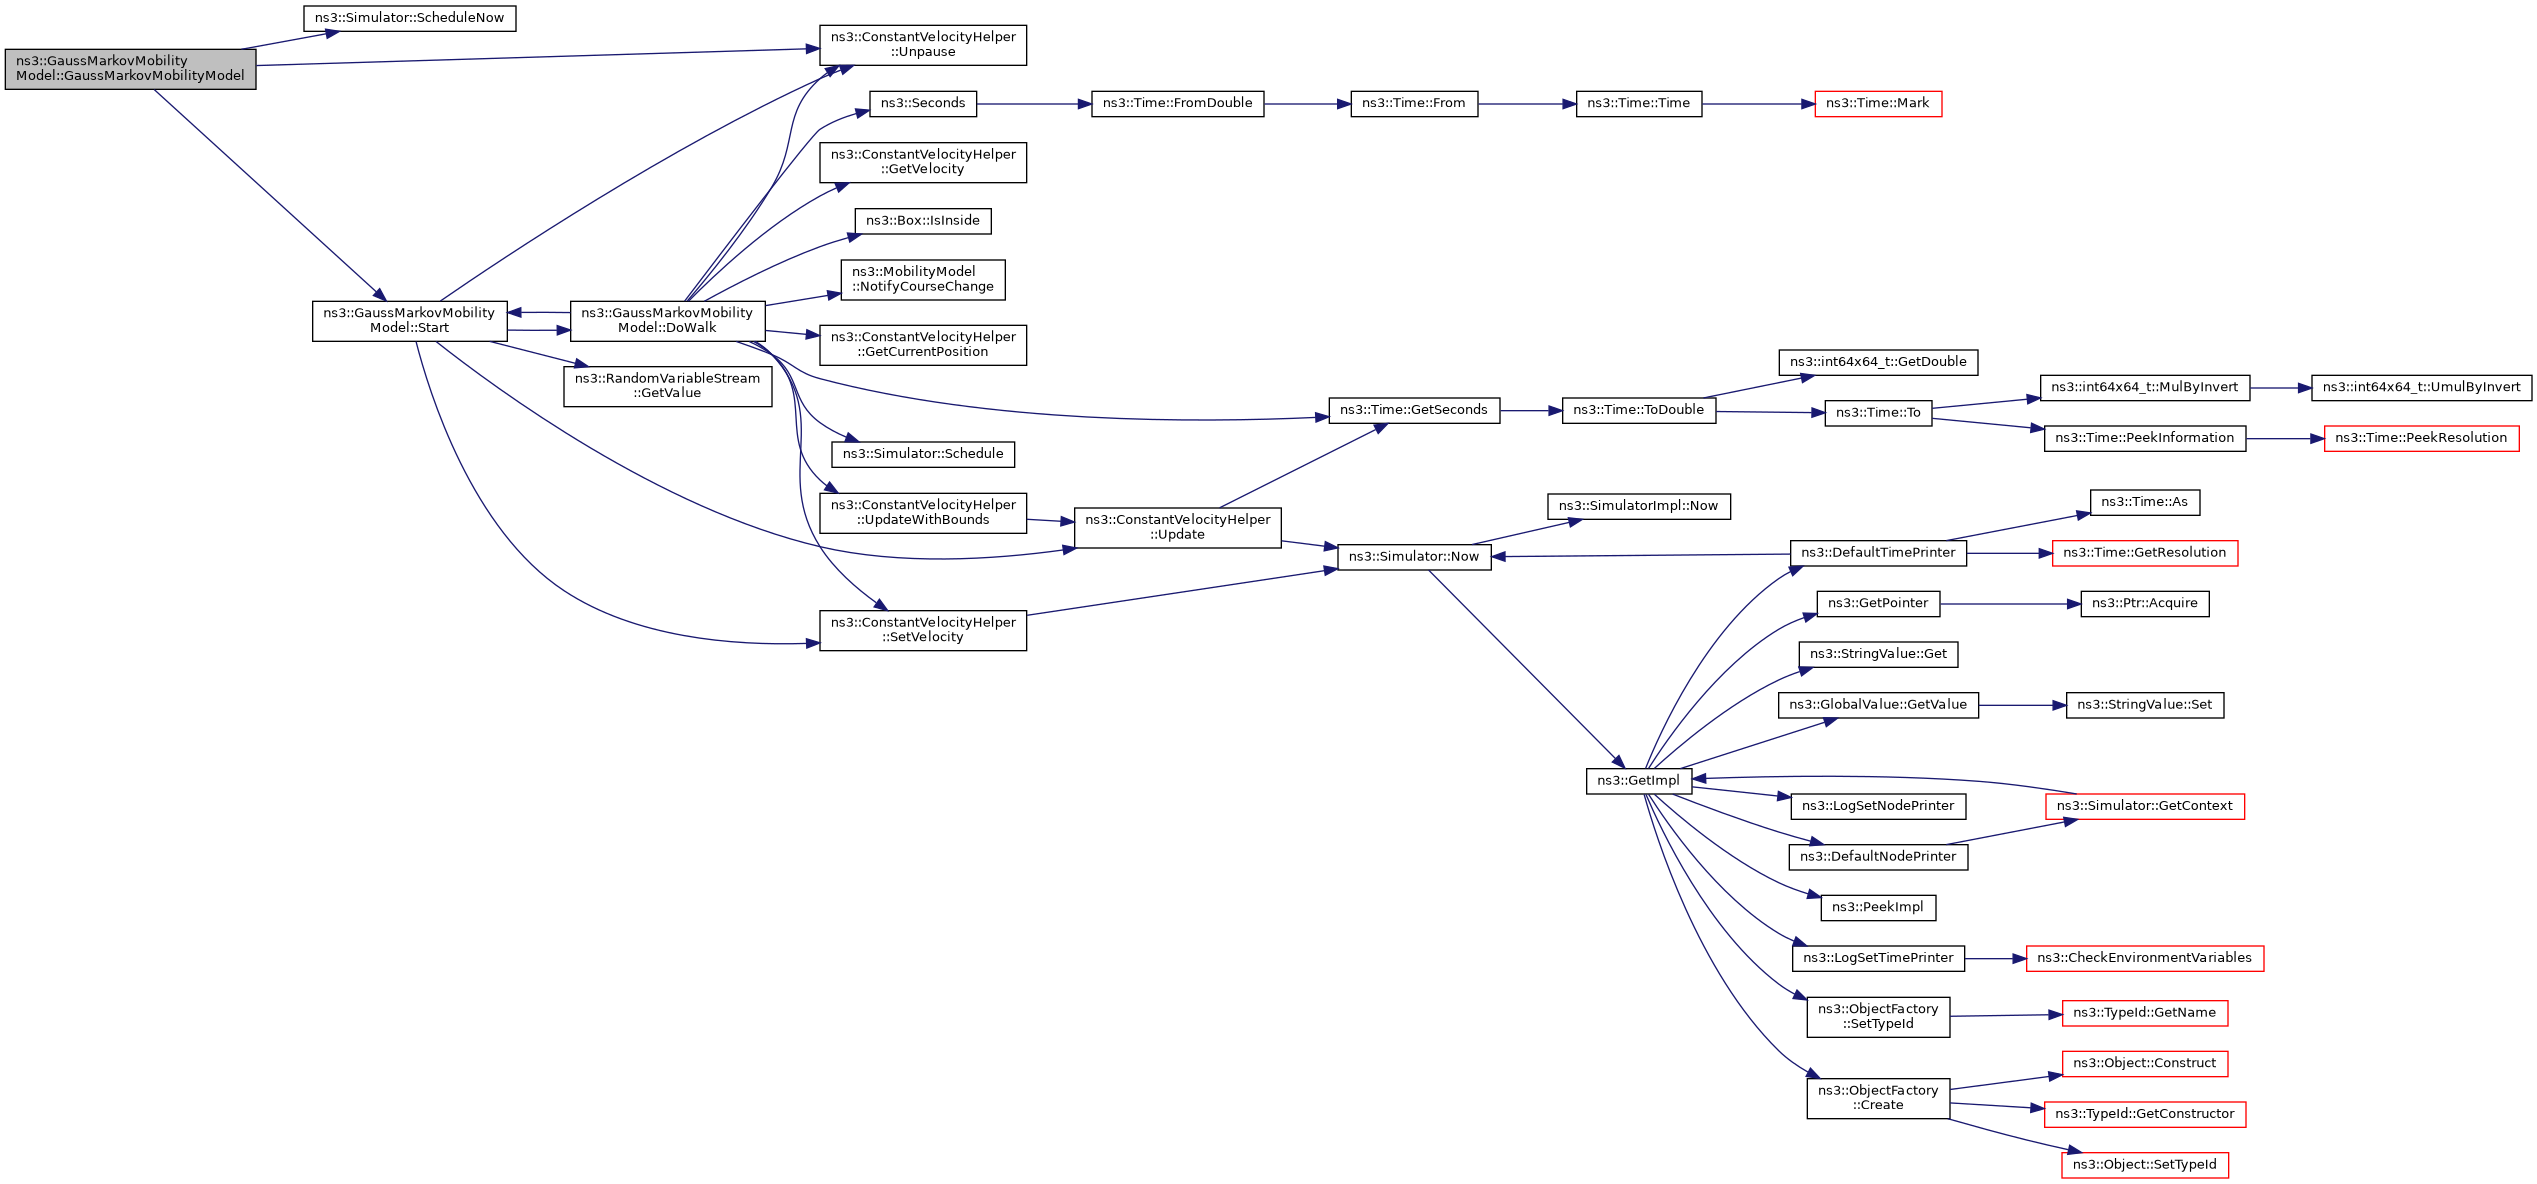 ns3::Simulator::ScheduleNow
ns3::GaussMarkovMobility
Model::GaussMarkovMobilityModel
ns3::ConstantVelocityHelper
::Unpause
ns3::Seconds
ns3::Time::FromDouble
ns3::Time::From
ns3::Time::Time
ns3::Time::Mark
ns3::ConstantVelocityHelper
::GetVelocity
ns3::Box::IsInside
ns3::MobilityModel
::NotifyCourseChange
ns3::GaussMarkovMobility
Model::Start
ns3::GaussMarkovMobility
Model::DoWalk
ns3::ConstantVelocityHelper
::GetCurrentPosition
ns3::RandomVariableStream
::GetValue
ns3::int64x64_t::GetDouble
ns3::Time::GetSeconds
ns3::Time::ToDouble
ns3::Time::To
ns3::int64x64_t::MulByInvert
ns3::int64x64_t::UmulByInvert
ns3::Time::PeekInformation
ns3::Time::PeekResolution
ns3::Simulator::Schedule
ns3::ConstantVelocityHelper
::UpdateWithBounds
ns3::ConstantVelocityHelper
::Update
ns3::SimulatorImpl::Now
ns3::Time::As
ns3::Simulator::Now
ns3::DefaultTimePrinter
ns3::Time::GetResolution
ns3::ConstantVelocityHelper
::SetVelocity
ns3::GetPointer
ns3::Ptr::Acquire
ns3::StringValue::Get
ns3::GlobalValue::GetValue
ns3::StringValue::Set
ns3::GetImpl
ns3::LogSetNodePrinter
ns3::Simulator::GetContext
ns3::DefaultNodePrinter
ns3::PeekImpl
ns3::LogSetTimePrinter
ns3::CheckEnvironmentVariables
ns3::ObjectFactory
::SetTypeId
ns3::TypeId::GetName
ns3::Object::Construct
ns3::ObjectFactory
::Create
ns3::TypeId::GetConstructor
ns3::Object::SetTypeId